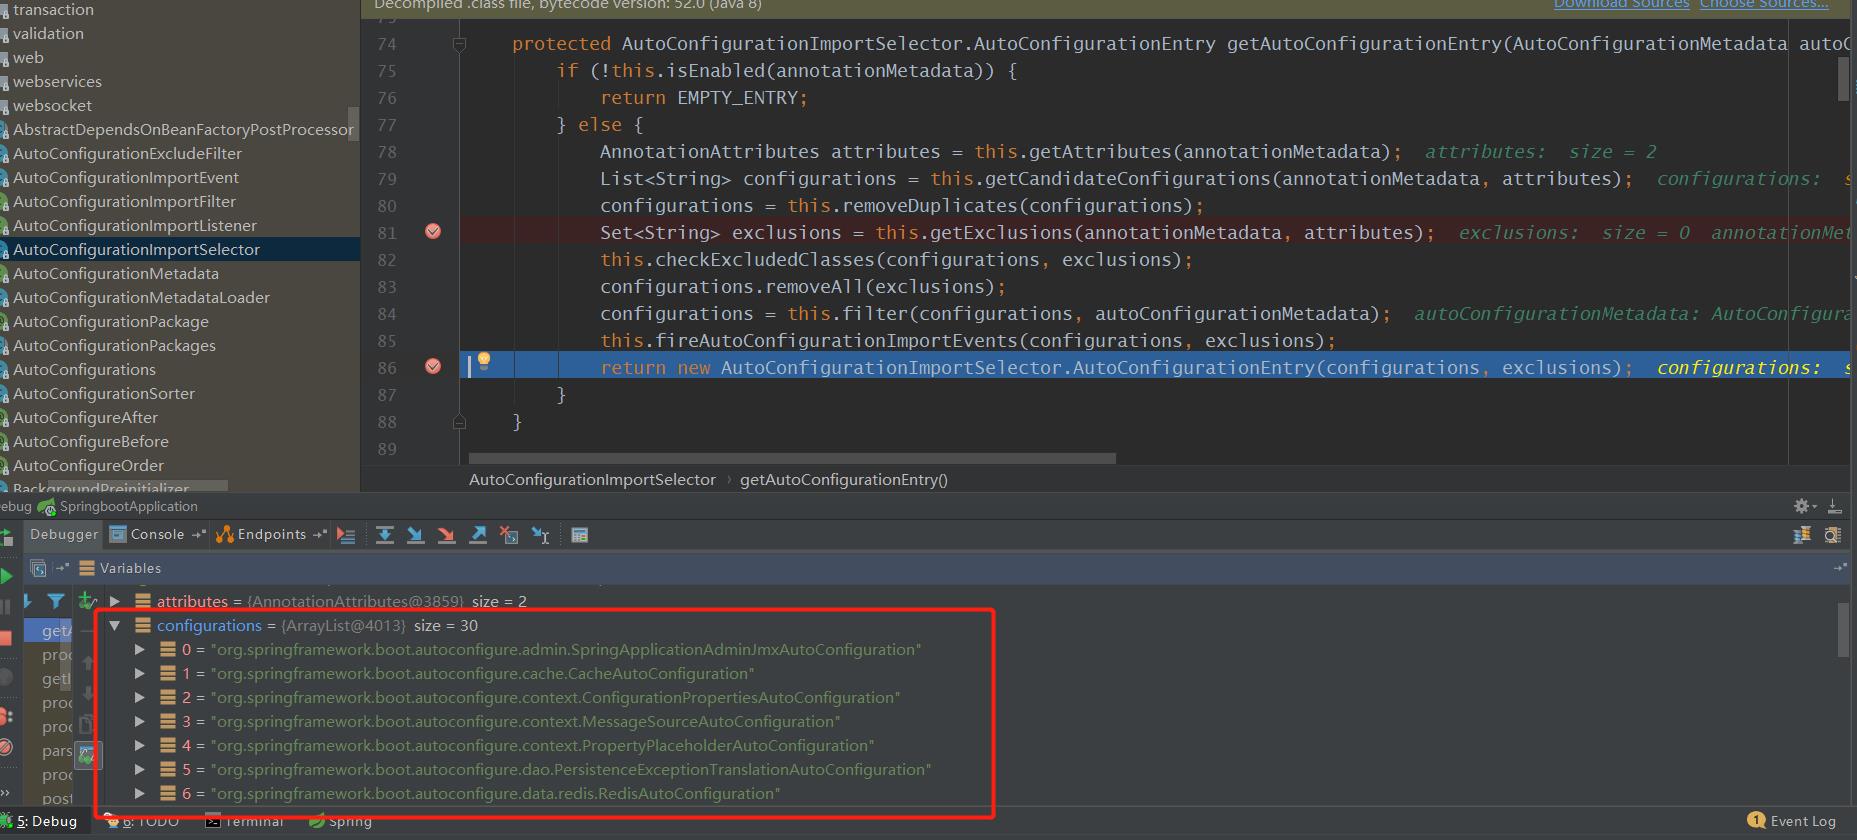 transaction
validation
web
webservices
websocket
AbstractDependsOnBeanFactoryPostProcessor
AutoConfigurationExcludeFilter
AutoConfigurationImportEvent
AutoConfigurationImportFilter
AutoConfigurationImportListener
AutoConfigurationImportSelector
AutoConfigurationMetadata
AutoConfigurationMetadataLoader
AutoConfigurationPackage
AutoConfigurationPackages
AutoConfigurations
AutoConfigurationSorter
AutoConfigureAfter
AutoConfigureBefore
AutoConfigureOrder
BackgroundPreinitializer
Decompiled .class file, bytecode version: 52.0 (Java 8) Download Sources Choose Sources...
74 protected AutoConfigurationImportSelector.AutoConfigurationEntry getAutoConfigurationEntry(AutoConfigurationMetadata autoC
75 if (!this.isEnabled(annotationMetadata)) {
76 return EMPTY_ENTRY;
77 } else {
78 AnnotationAttributes attributes = this.getAttributes(annotationMetadata); attributes: size = 2
79 List<String> configurations = this.getCandidateConfigurations(annotationMetadata, attributes); configurations: s
80 configurations = this.removeDuplicates(configurations);
81 Set<String> exclusions = this.getExclusions(annotationMetadata, attributes); exclusions: size = 0 annotationMet
82 this.checkExcludedClasses(configurations, exclusions);
83 configurations.removeAll(exclusions);
84 configurations = this.filter(configurations, autoConfigurationMetadata); autoConfigurationMetadata: AutoConfigura
85 this.fireAutoConfigurationImportEvents(configurations, exclusions);
86 return new AutoConfigurationImportSelector.AutoConfigurationEntry(configurations, exclusions); configurations: s
87 }
88 }
89
AutoConfigurationImportSelector › getAutoConfigurationEntry()
ebug SpringbootApplication
Debugger Console Endpoints
Variables
attributes = {AnnotationAttributes@3859} size = 2
configurations = {ArrayList@4013} size = 30
0 = "org.springframework.boot.autoconfigure.admin.SpringApplicationAdminJmxAutoConfiguration"
1 = "org.springframework.boot.autoconfigure.cache.CacheAutoConfiguration"
2 = "org.springframework.boot.autoconfigure.context.ConfigurationPropertiesAutoConfiguration"
3 = "org.springframework.boot.autoconfigure.context.MessageSourceAutoConfiguration"
4 = "org.springframework.boot.autoconfigure.context.PropertyPlaceholderAutoConfiguration"
5 = "org.springframework.boot.autoconfigure.dao.PersistenceExceptionTranslationAutoConfiguration"
6 = "org.springframework.boot.autoconfigure.data.redis.RedisAutoConfiguration"
getA
proc
getI
proc
proc
pars
proc
post
5: Debug 6: TODO Terminal Spring 1 Event Log